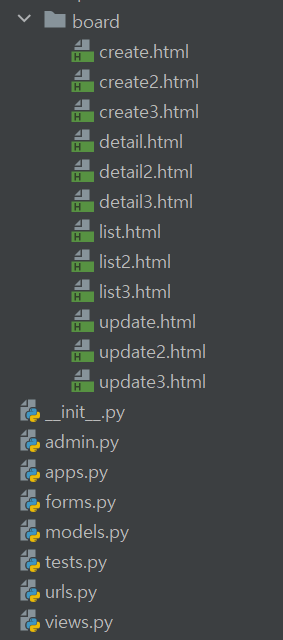 board
create.html
create2.html
create3.html
detail.html
detail2.html
detail3.html
list.html
list2.html
list3.html
update.html
update2.html
update3.html
__init__.py
admin.py
apps.py
forms.py
models.py
tests.py
urls.py
views.py